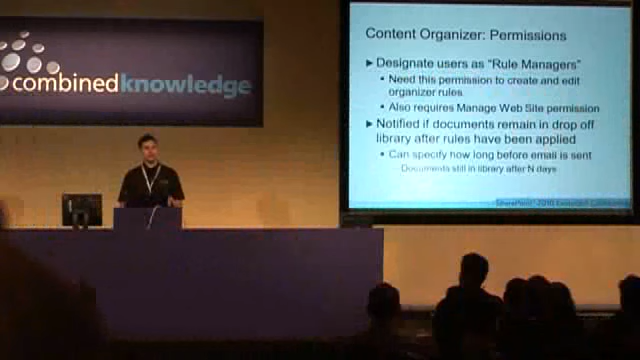 combinedknowledge
Content Organizer: Permissions
Designate users as "Rule Managers"
Need this permission to create and edit
organizer rules
Also requires Manage Web Site permission
Notified if documents remain in drop off
library after rules have been applied
Can specify how long before email is sent
Documents still in library after N days
SharePoint 2010